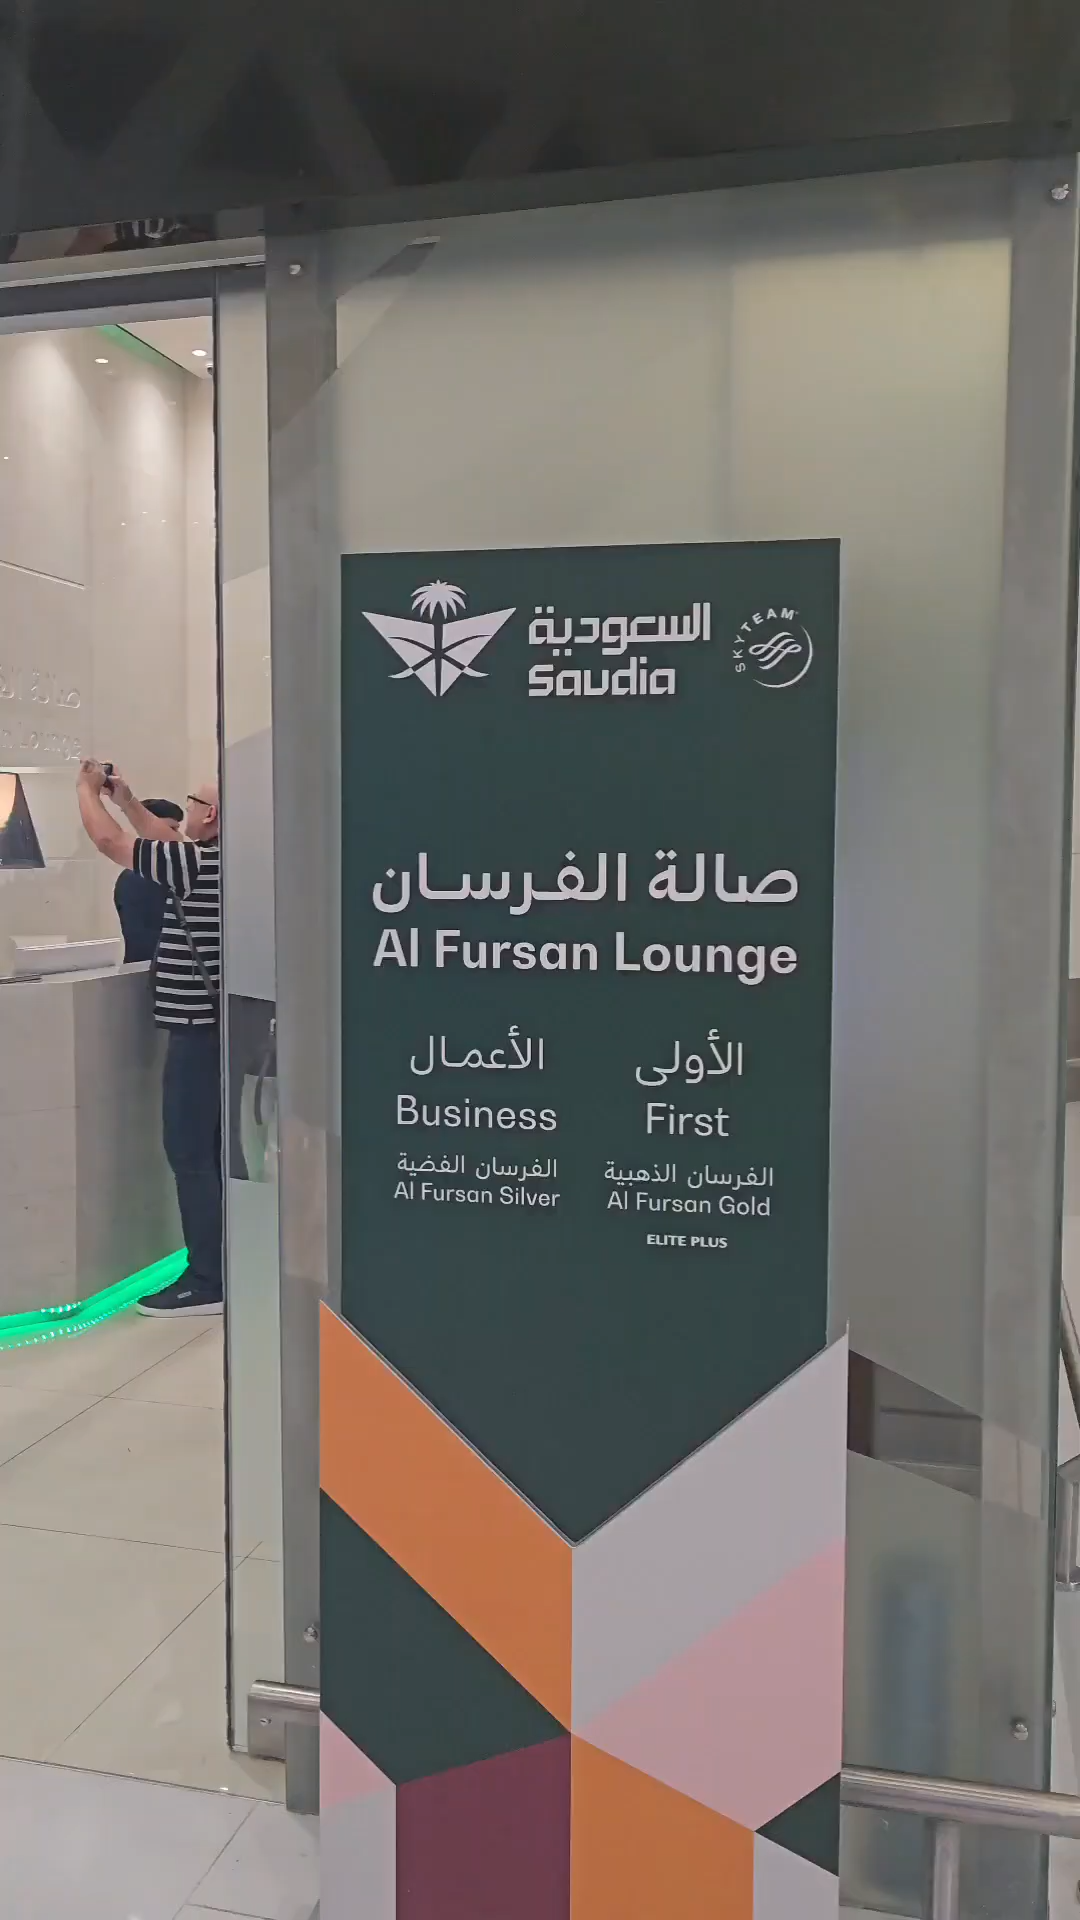 السعودية
Saudia
SKYTEAM
صالة الفرسان
Al Fursan Lounge
الأولى
First
الفرسان الذهبية
Al Fursan Gold
ELITE PLUS
الأعمال
Business
الفرسان الفضية
Al Fursan Silver